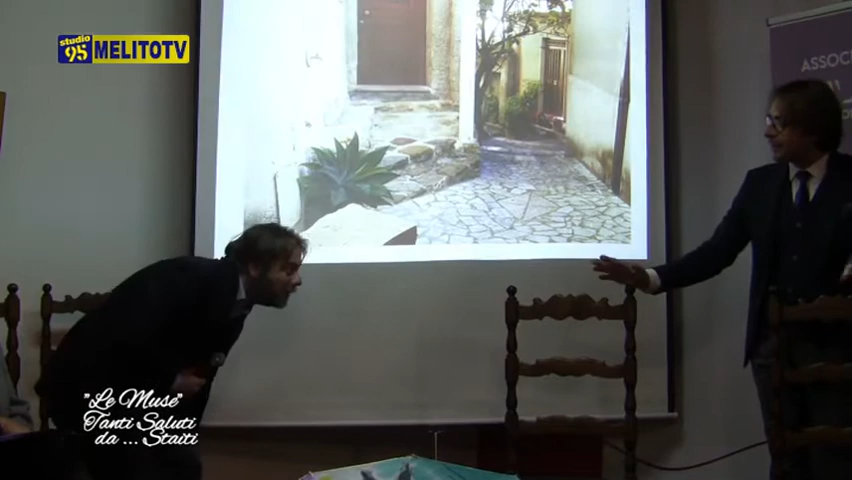 studio
95 MELITOTV
ASSOC
"Le Muse"
Tanti Saluti
da ... Staiti